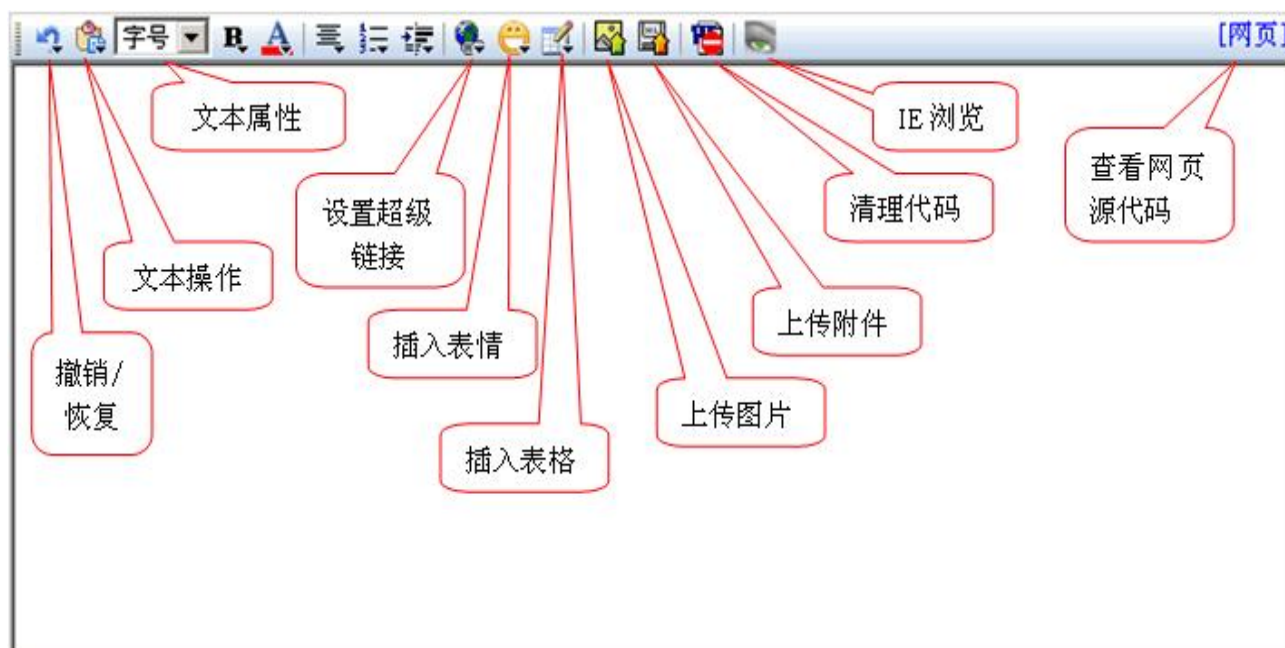 字号
B
A
[网页]
文本属性
IE 浏览
查看网页
源代码
设置超级
链接
清理代码
文本操作
插入表情
上传附件
撤销/
恢复
上传图片
插入表格